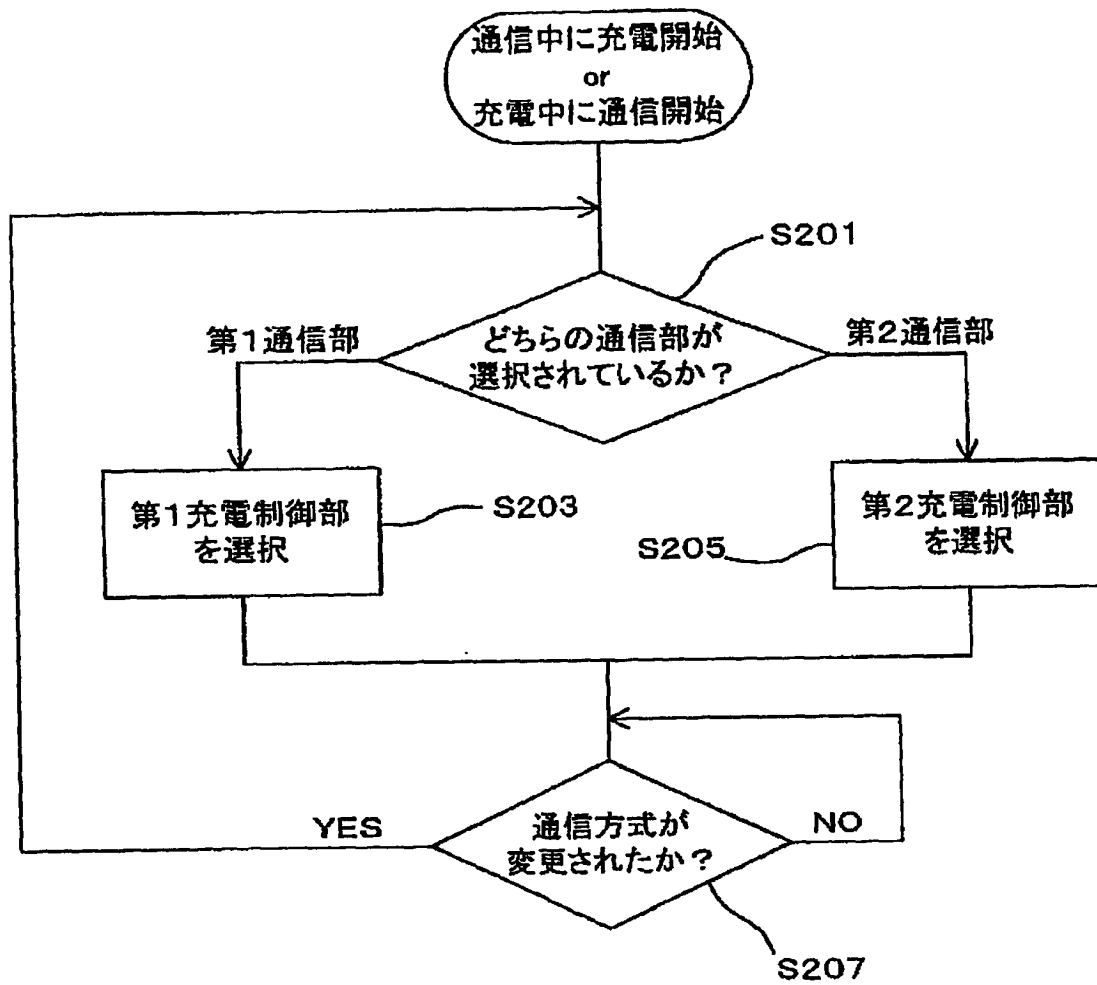 通信中に充電開始
or
充電中に通信開始
S201
第1通信部
どちらの通信部が
選択されているか?
第2通信部
第1充電制御部
を選択
S203
第2充電制御部
を選択
S205
YES
通信方式が
変更されたか?
NO
S207